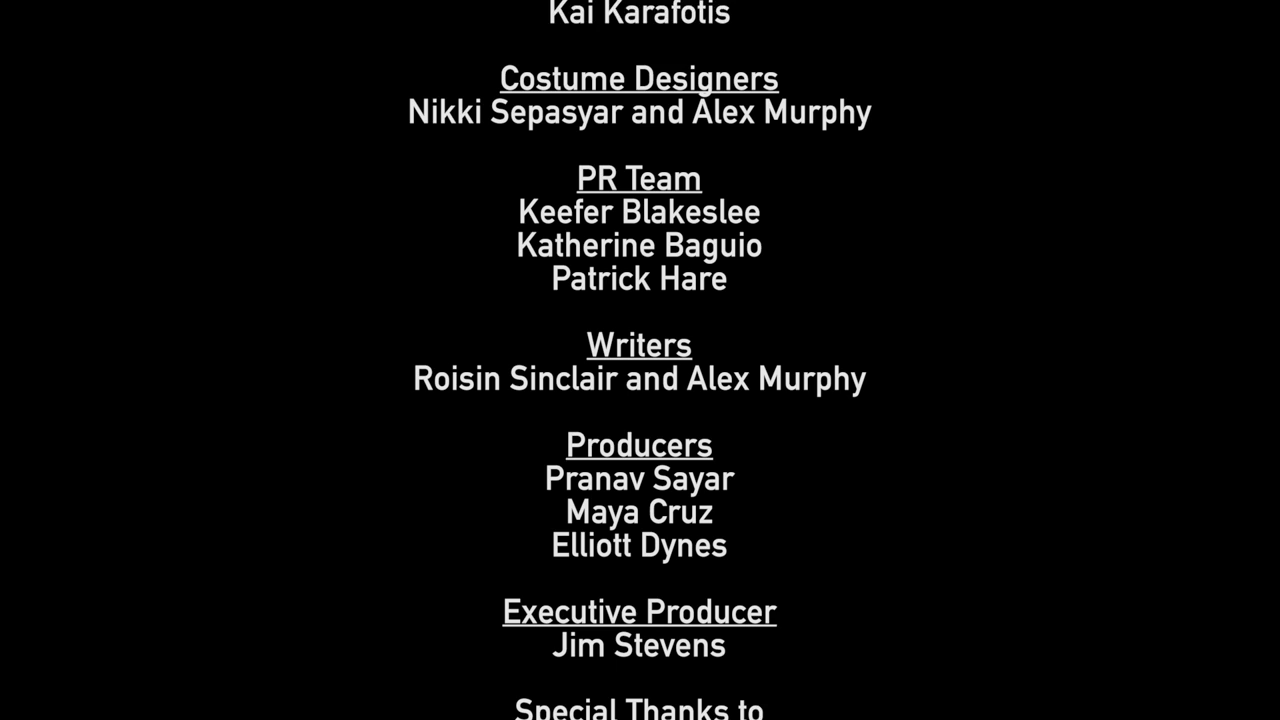 Kai Karafotis
Costume Designers
Nikki Sepasyar and Alex Murphy
PR Team
Keefer Blakeslee
Katherine Baguio
Patrick Hare
Writers
Roisin Sinclair and Alex Murphy
Producers
Pranav Sayar
Maya Cruz
Elliott Dynes
Executive Producer
Jim Stevens
Special Thanks to